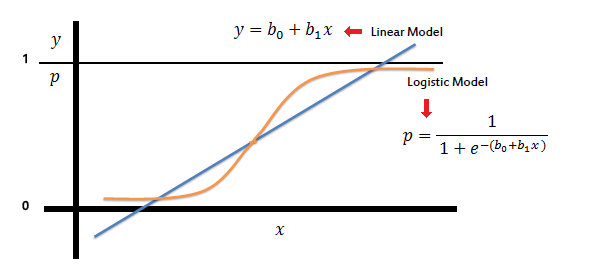 y = b₀ + b₁x Linear Model
y
1
p
Logistic Model
p = 1 / (1 + e^−(b₀+b₁x))
0
x